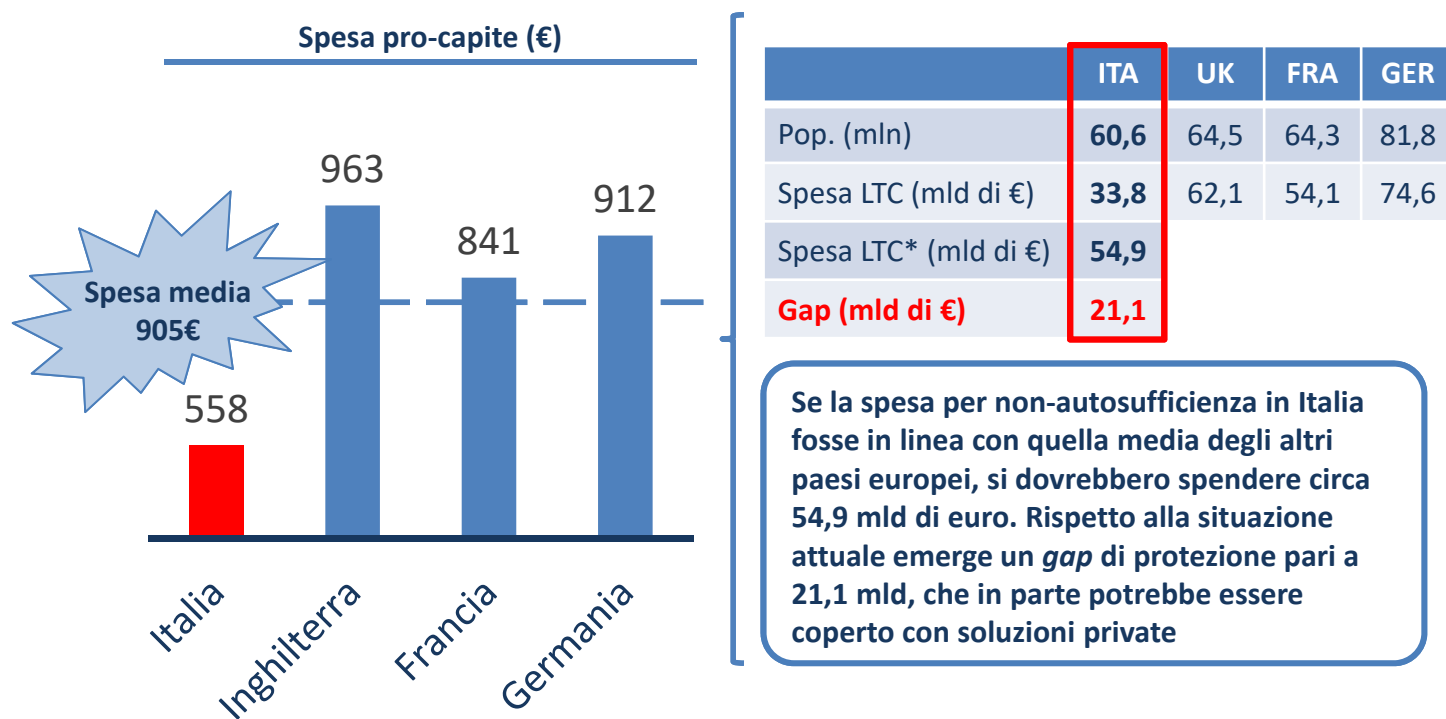 Spesa pro-capite (€)
963
912
841
Spesa media
905€
558
Italia
Inghilterra
Francia
Germania
ITA UK FRA GER
Pop. (mln) 60,6 64,5 64,3 81,8
Spesa LTC (mld di €) 33,8 62,1 54,1 74,6
Spesa LTC* (mld di €) 54,9
Gap (mld di €) 21,1
Se la spesa per non-autosufficienza in Italia
fosse in linea con quella media degli altri
paesi europei, si dovrebbero spendere circa
54,9 mld di euro. Rispetto alla situazione
attuale emerge un gap di protezione pari a
21,1 mld, che in parte potrebbe essere
coperto con soluzioni private